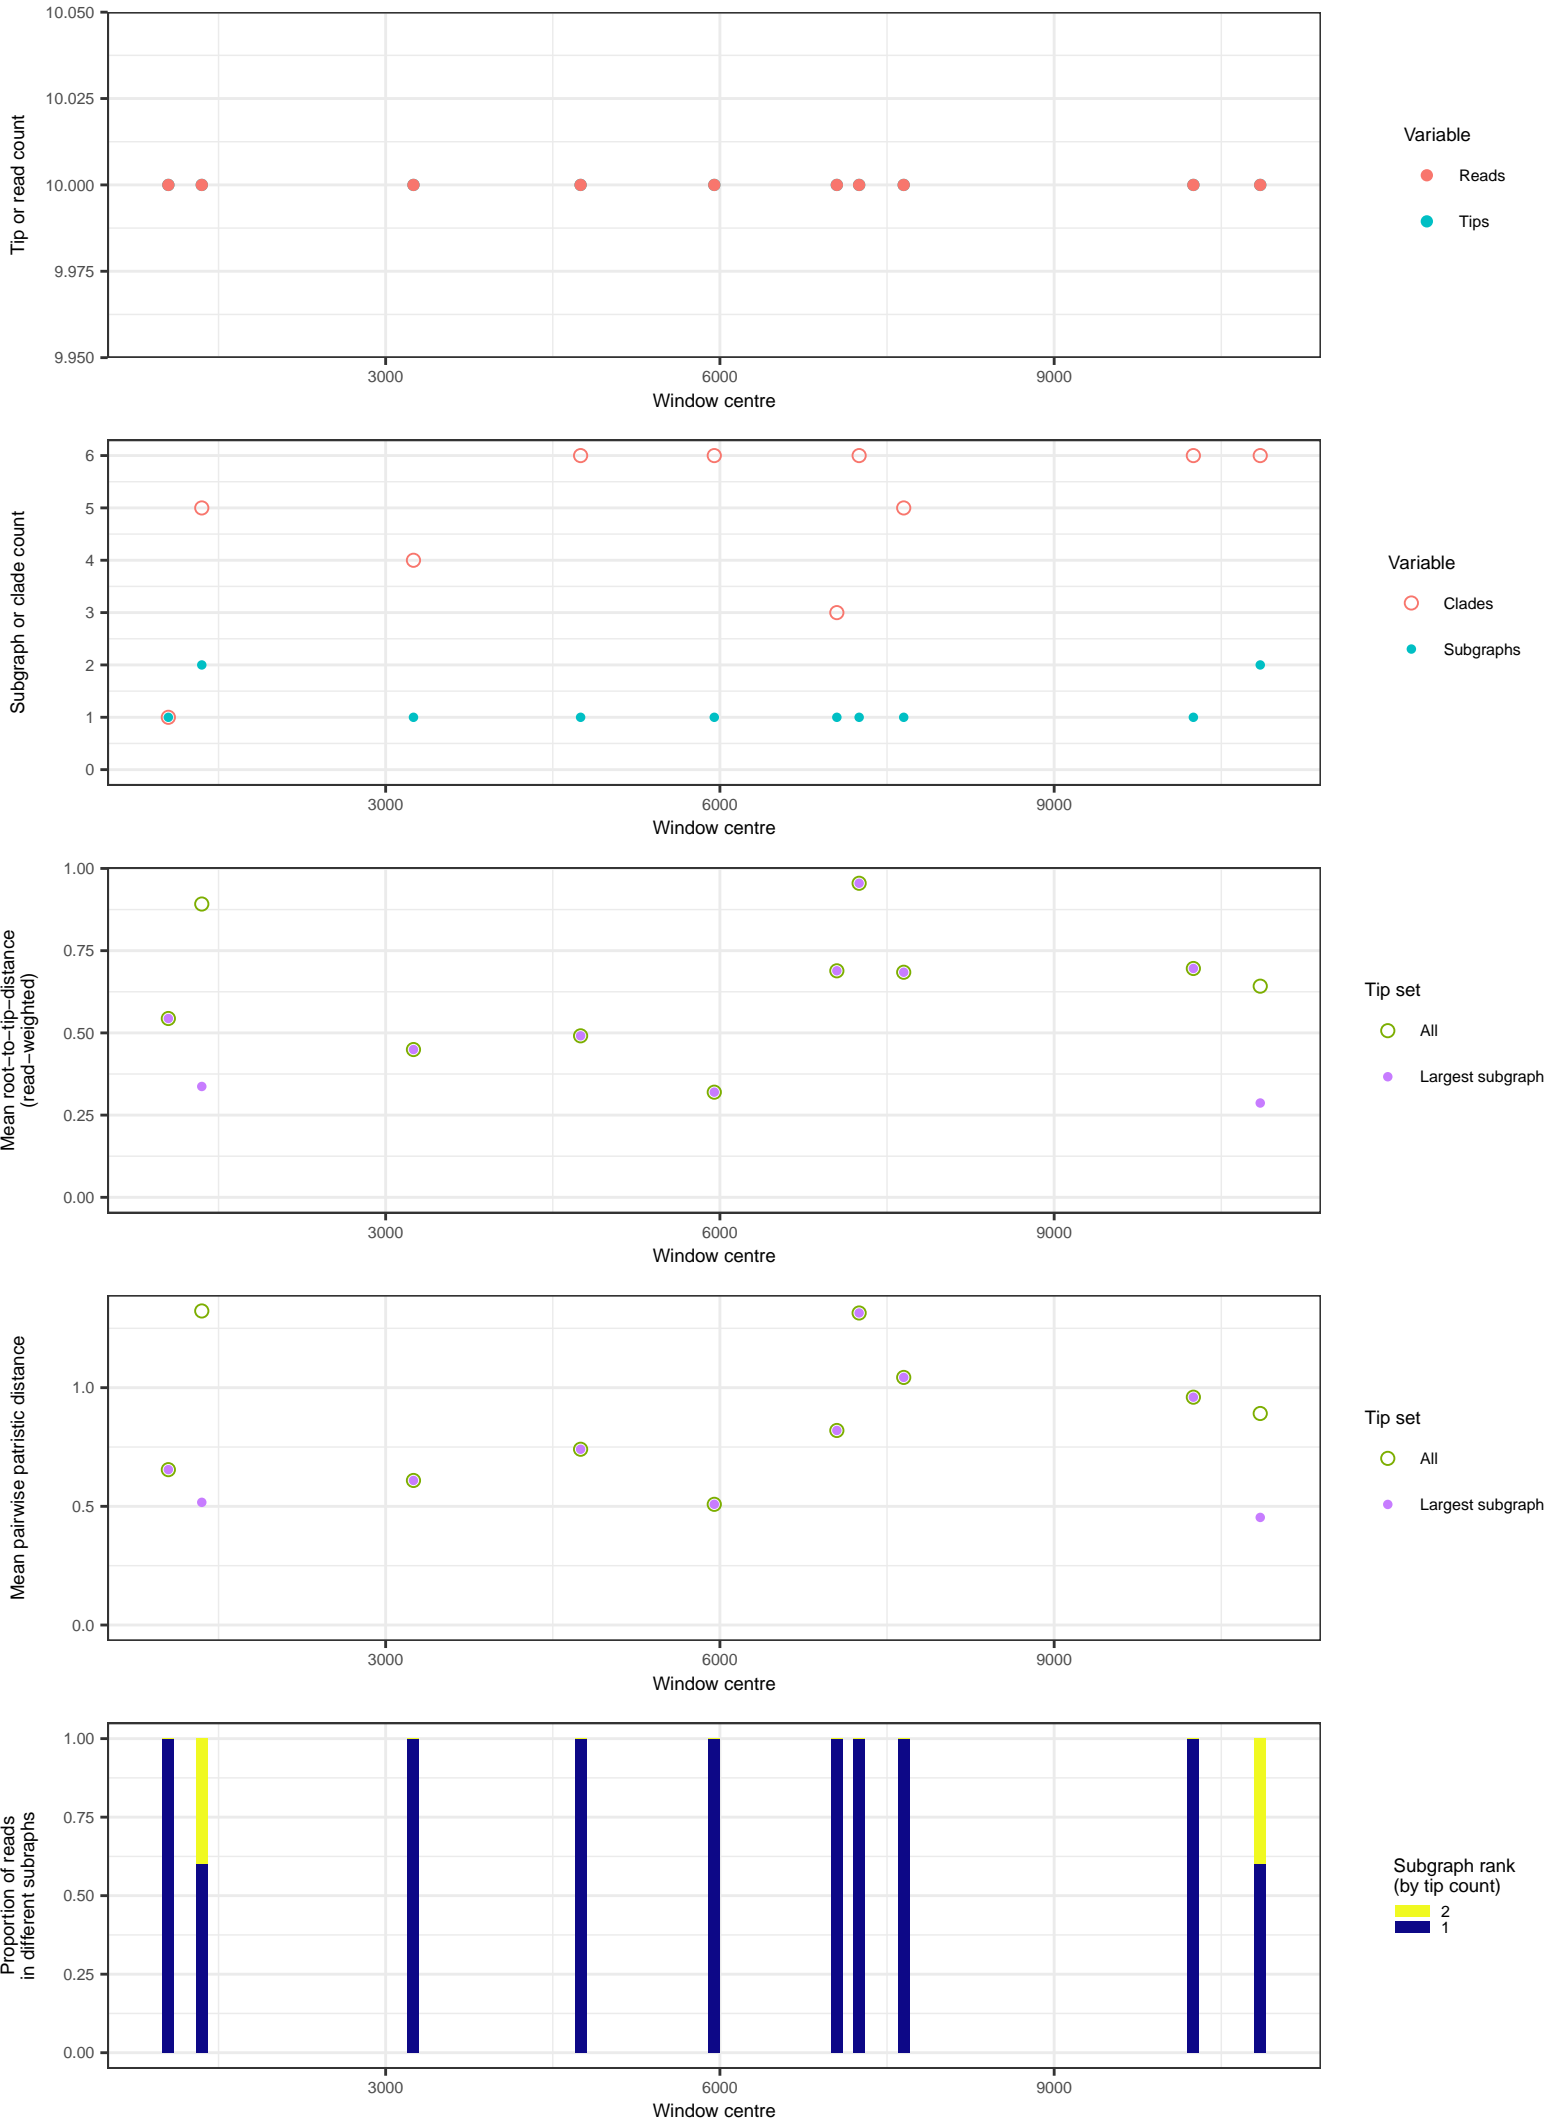 10.050
10.025
10.000
9.975
9.950
Tip or read count
3000
6000
9000
Window centre
Variable
Reads
Tips
6
5
4
3
2
1
0
Subgraph or clade count
3000
6000
9000
Window centre
Variable
Clades
Subgraphs
1.00
0.75
0.50
0.25
0.00
Mean root−to−tip−distance
(read−weighted)
3000
6000
9000
Window centre
Tip set
All
Largest subgraph
1.0
0.5
0.0
Mean pairwise patristic distance
3000
6000
9000
Window centre
Tip set
All
Largest subgraph
1.00
0.75
0.50
0.25
0.00
Proportion of reads
in different subraphs
3000
6000
9000
Window centre
Subgraph rank
(by tip count)
2
1